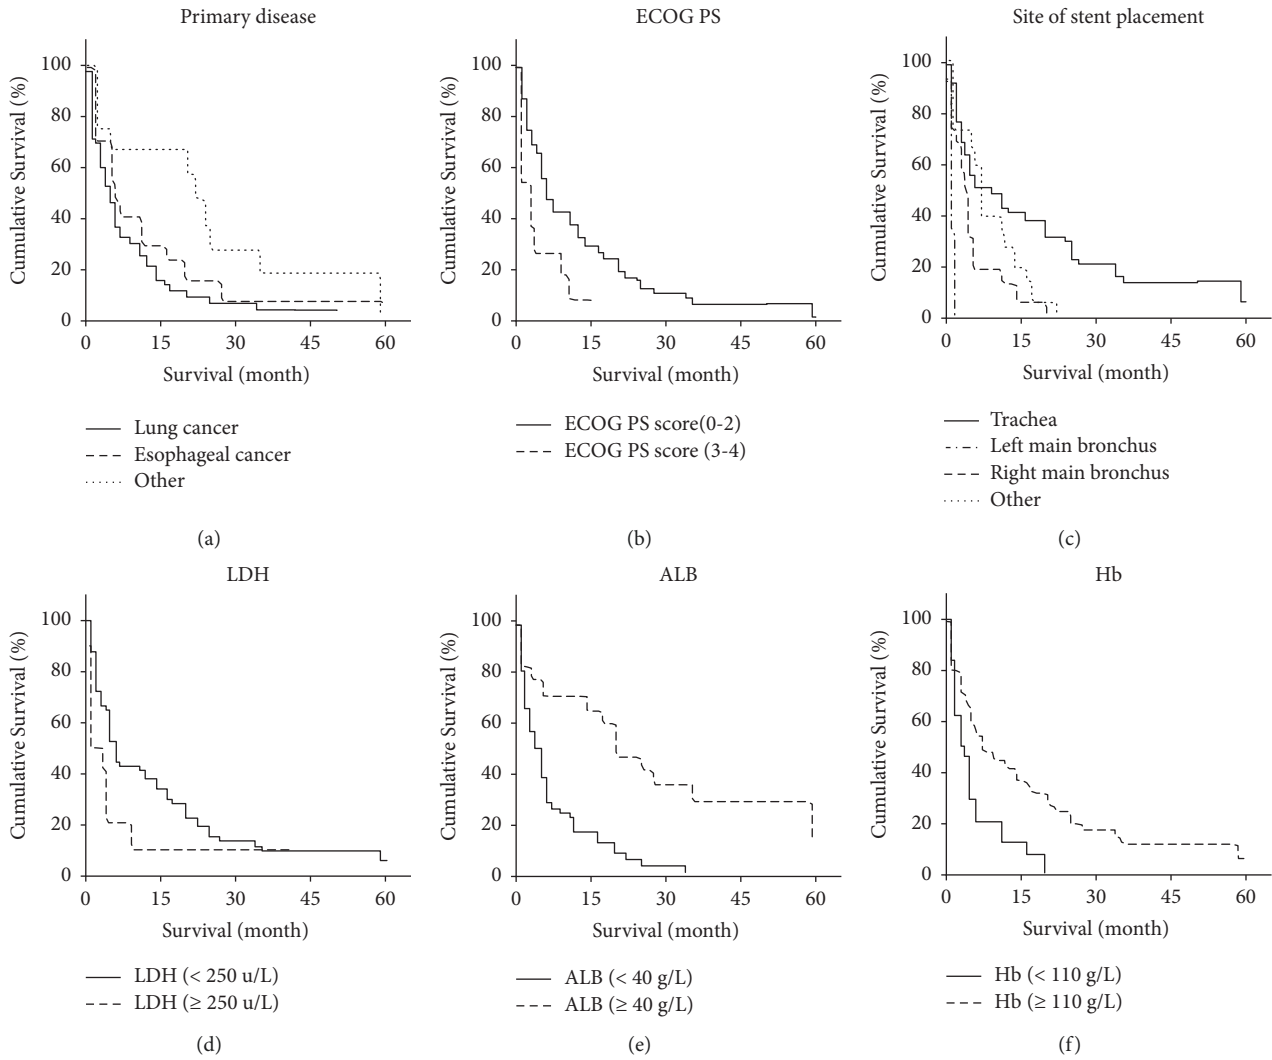 Primary disease
Cumulative Survival (%)
100
80
60
40
20
0
0 15 30 45 60
Survival (month)
Lung cancer
Esophageal cancer
Other
(a)
ECOG PS
Cumulative Survival (%)
100
80
60
40
20
0
0 15 30 45 60
Survival (month)
ECOG PS score(0-2)
ECOG PS score (3-4)
(b)
Site of stent placement
Cumulative Survival (%)
100
80
60
40
20
0
0 15 30 45 60
Survival (month)
Trachea
Left main bronchus
Right main bronchus
Other
(c)
LDH
Cumulative Survival (%)
100
80
60
40
20
0
0 15 30 45 60
Survival (month)
LDH (< 250 u/L)
LDH (≥ 250 u/L)
(d)
ALB
Cumulative Survival (%)
100
80
60
40
20
0
0 15 30 45 60
Survival (month)
ALB (< 40 g/L)
ALB (≥ 40 g/L)
(e)
Hb
Cumulative Survival (%)
100
80
60
40
20
0
0 15 30 45 60
Survival (month)
Hb (< 110 g/L)
Hb (≥ 110 g/L)
(f)